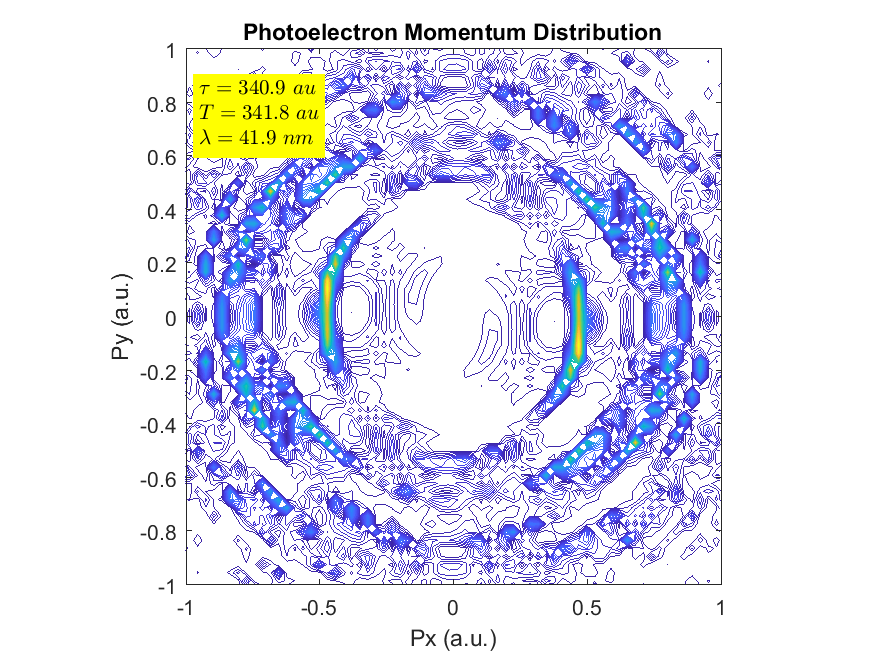 Photoelectron Momentum Distribution
τ = 340.9 au
T = 341.8 au
λ = 41.9 nm
1
0.8
0.6
0.4
0.2
0
-0.2
-0.4
-0.6
-0.8
-1
Py (a.u.)
-1
-0.5
0
0.5
1
Px (a.u.)